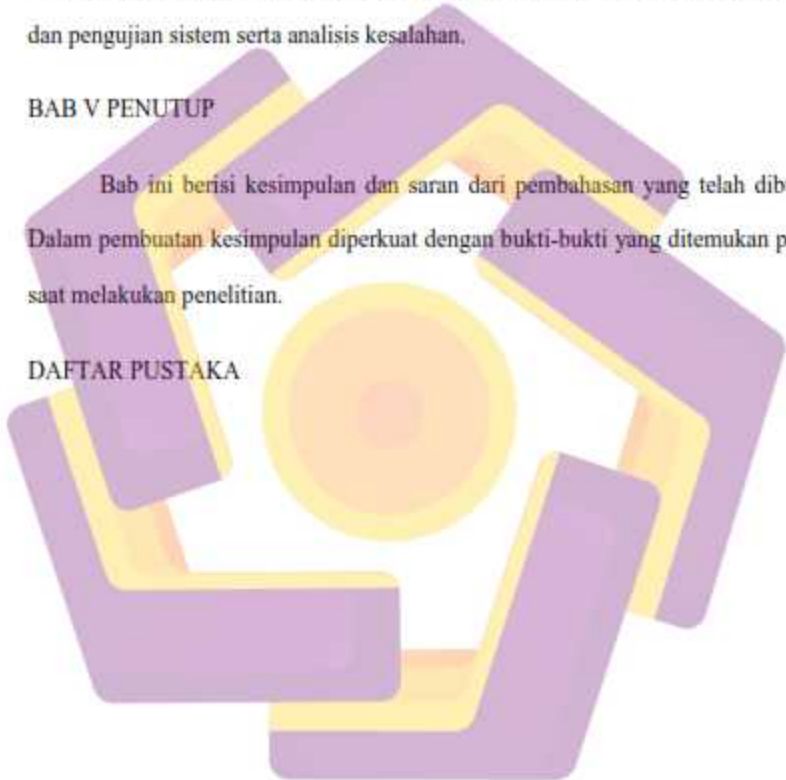 dan pengujian sistem serta analisis kesalahan.
BAB V PENUTUP
Bab ini berisi kesimpulan dan saran dari pembahasan yang telah dib
Dalam pembuatan kesimpulan diperkuat dengan bukti-bukti yang ditemukan p
saat melakukan penelitian.
DAFTAR PUSTAKA